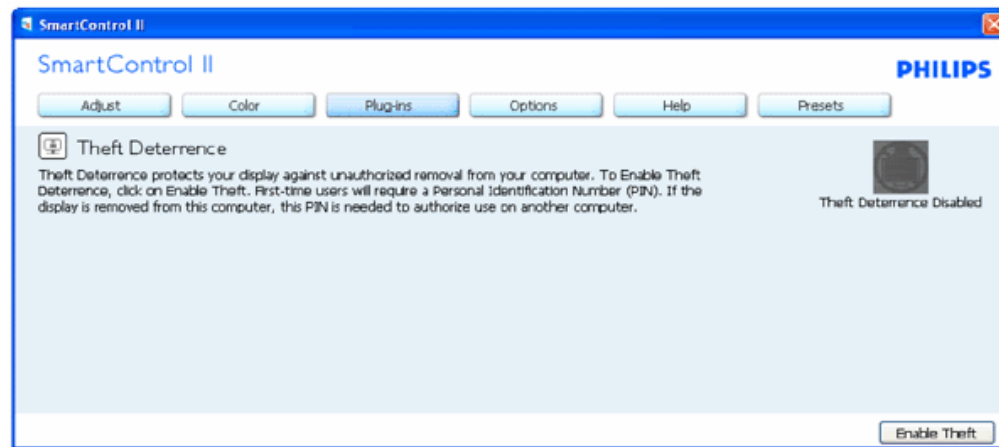 SmartControl II
SmartControl II
PHILIPS
Adjust Color Plug-ins Options Help Presets
Theft Deterrence
Theft Deterrence protects your display against unauthorized removal from your computer. To Enable Theft
Deterrence, click on Enable Theft. First-time users will require a Personal Identification Number (PIN). If the
display is removed from this computer, this PIN is needed to authorize use on another computer.
Theft Deterrence Disabled
Enable Theft